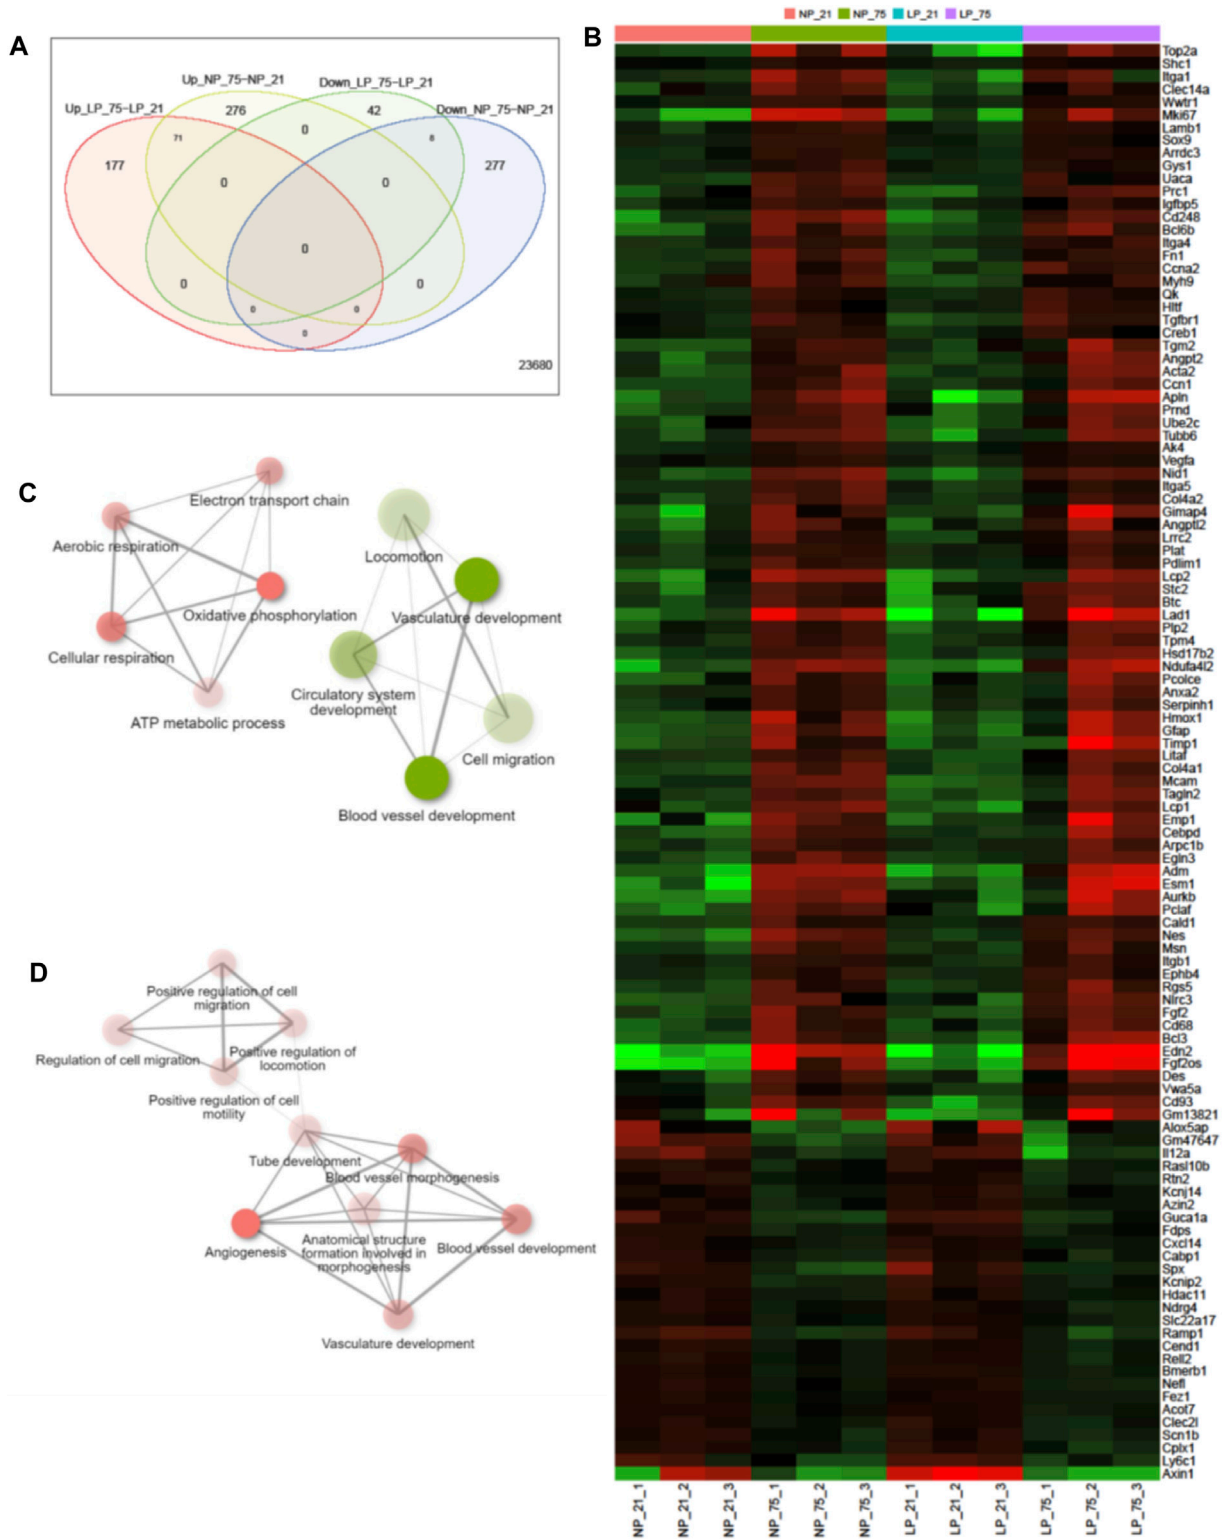 A
Up_NP_75-NP_21
Down_LP_75-LP_21
Up_LP_75-LP_21
Down_NP_75-NP_21
276
42
0
71
8
177
277
0
0
0
0
0
0
0
0
23680
B
NP_21 NP_75 LP_21 LP_75
Top2a
Shc1
Itga1
Clec14a
Wwtr1
Mki67
Lamb1
Sox9
Arrdc3
Gys1
Uaca
Prc1
Igfbp5
Cd248
Bcl6b
Itga4
Fn1
Ccna2
Myh9
Qk
Hltf
Tgfbr1
Creb1
Tgm2
Angpt2
Acta2
Ccn1
Apln
Prnd
Ube2c
Tubb6
Ak4
Vegfa
Nid1
Itga5
Col4a2
Gimap4
Angptl2
Lrrc2
Plat
Pdlim1
Lcp2
Stc2
Btc
Lad1
Plp2
Tpm4
Hsd17b2
Ndufa4l2
Pcolce
Anxa2
Serpinh1
Hmox1
Gfap
Timp1
Litaf
Col4a1
Mcam
Tagln2
Lcp1
Emp1
Cebpd
Arpc1b
Egln3
Adm
Esm1
Aurkb
Pclaf
Cald1
Nes
Msn
Itgb1
Ephb4
Rgs5
Nlrc3
Fgf2
Cd68
Bcl3
Edn2
Fgf2os
Des
Vwa5a
Cd93
Gm13821
Alox5ap
Gm47647
Il12a
Rasl10b
Rtn2
Kcnj14
Azin2
Guca1a
Fdps
Cxcl14
Cabp1
Spx
Kcnip2
Hdac11
Ndrg4
Slc22a17
Ramp1
Cend1
Rell2
Bmerb1
Nefl
Fez1
Acot7
Clec2l
Scn1b
Cplx1
Ly6c1
Axin1
NP_21_1
NP_21_2
NP_21_3
NP_75_1
NP_75_2
NP_75_3
LP_21_1
LP_21_2
LP_21_3
LP_75_1
LP_75_2
LP_75_3
C
Electron transport chain
Aerobic respiration
Oxidative phosphorylation
Cellular respiration
ATP metabolic process
Locomotion
Vasculature development
Circulatory system
development
Cell migration
Blood vessel development
D
Positive regulation of cell
migration
Regulation of cell migration
Positive regulation of
locomotion
Positive regulation of cell
motility
Tube development
Blood vessel morphogenesis
Angiogenesis
Anatomical structure
formation involved in
morphogenesis
Blood vessel development
Vasculature development